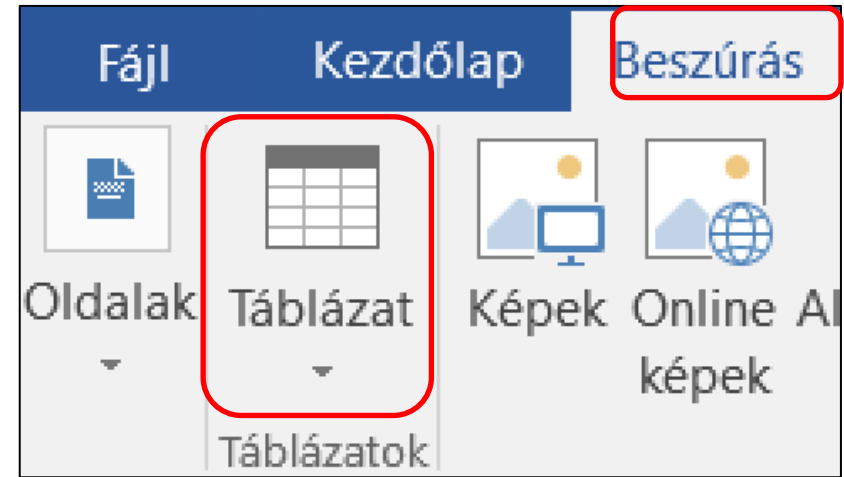 Fájl Kezdőlap Beszúrás
Oldalak Táblázat Képek Online
képek
Táblázatok